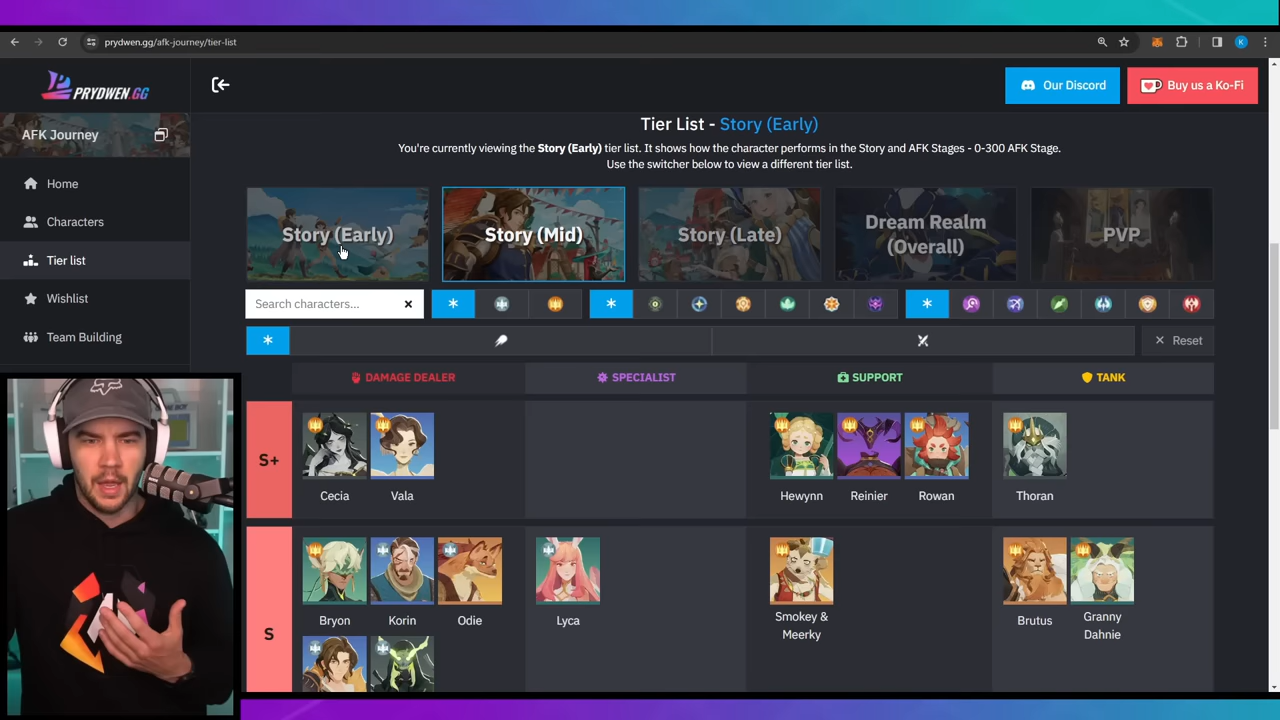 prydwen.gg/afk-journey/tier-list
K
PRYDWEN.GG
Our Discord
Buy us a Ko-Fi
AFK Journey
Home
Characters
Tier list
Wishlist
Team Building
Tier List - Story (Early)
You're currently viewing the Story (Early) tier list. It shows how the character performs in the Story and AFK Stages - 0-300 AFK Stage.
Use the switcher below to view a different tier list.
Story (Early)
Story (Mid)
Story (Late)
Dream Realm
(Overall)
PVP
Search characters...
Reset
DAMAGE DEALER
SPECIALIST
SUPPORT
TANK
S+
Cecia
Vala
Hewynn
Reinier
Rowan
Thoran
S
Bryon
Korin
Odie
Lyca
Smokey &
Meerky
Brutus
Granny
Dahnie